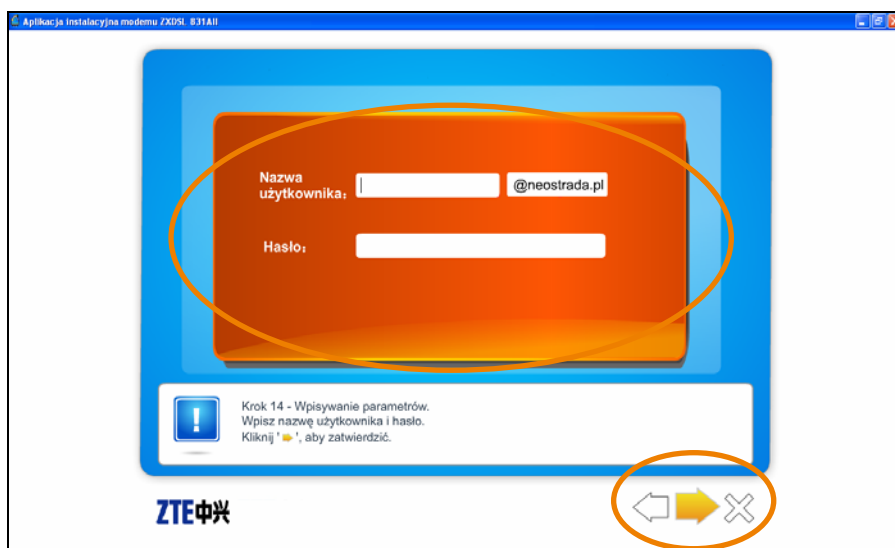 Aplikacja instalacyjna modemu ZXDSL 831AII
Nazwa
użytkownika:
@neostrada.pl
Hasło:
Krok 14 - Wpisywanie parametrów.
Wpisz nazwę użytkownika i hasło.
Kliknij ' ', aby zatwierdzić.
ZTE中兴